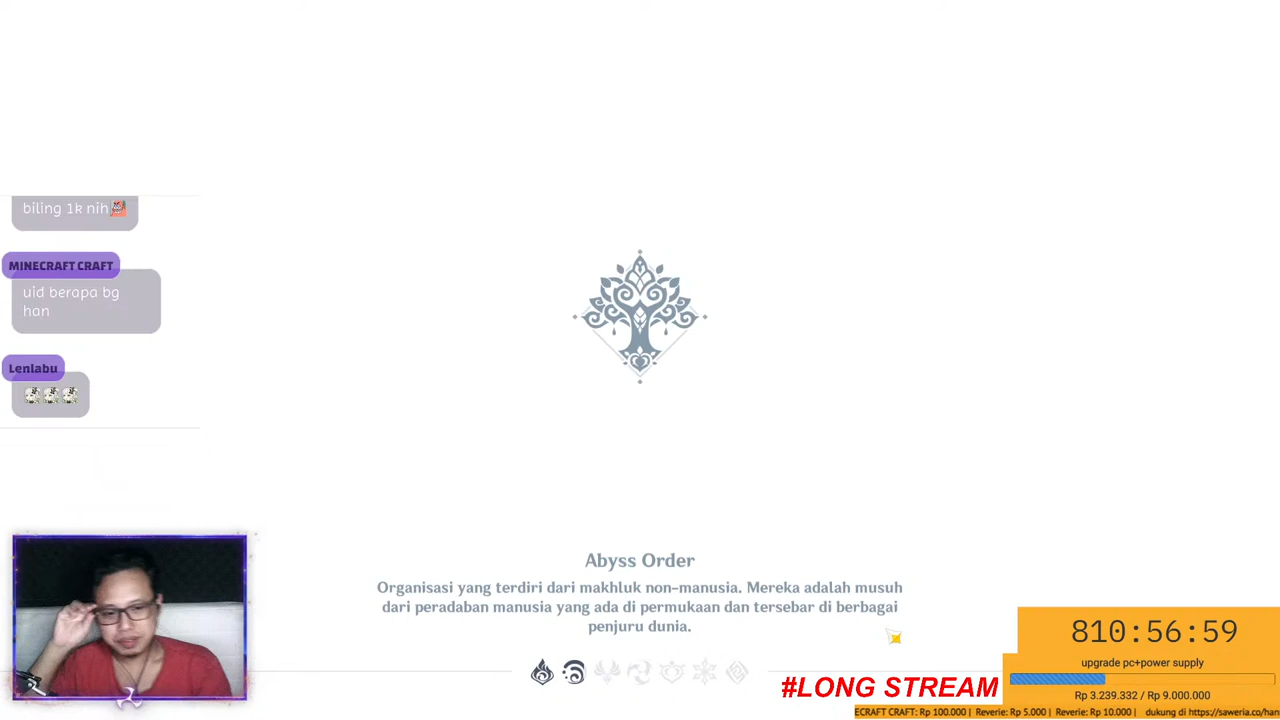 biling 1k nih
MINECRAFT CRAFT
uid berapa bg
han
Lenlabu
Abyss Order
Organisasi yang terdiri dari makhluk non-manusia. Mereka adalah musuh
dari peradaban manusia yang ada di permukaan dan tersebar di berbagai
penjuru dunia.
#LONG STREAM
810:56:59
upgrade pc+power supply
Rp 3.239.332 / Rp 9.000.000
ECRAFT CRAFT: Rp 100.000 | Reverie: Rp 5.000 | Reverie: Rp 10.000 | dukung di https://saweria.co/han